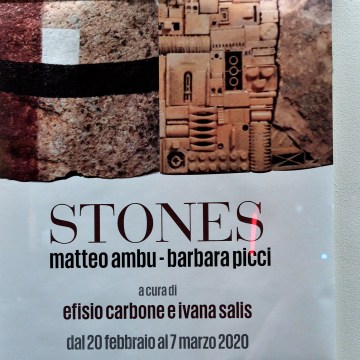 STONES
matteo ambu - barbara picci
a cura di
efisio carbone e ivana salis
dal 20 febbraio al 7 marzo 2020